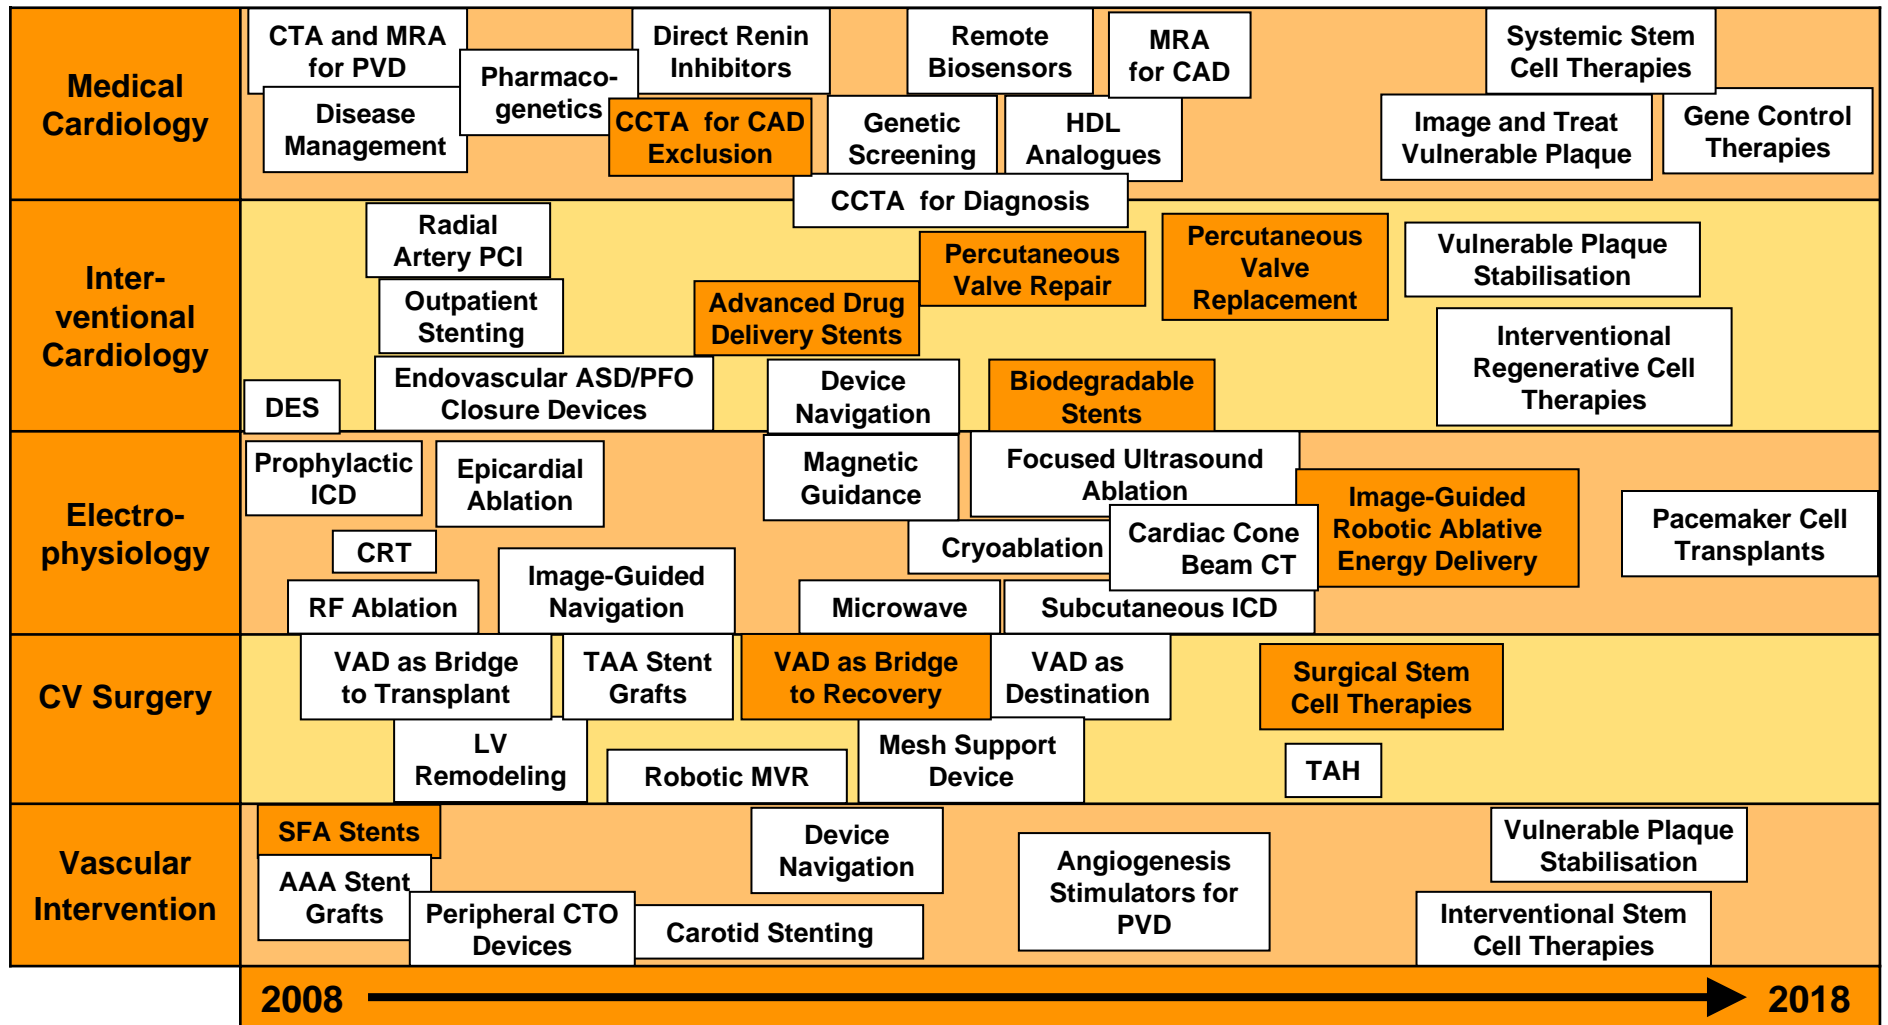 Medical
Cardiology
CTA and MRA
for PVD
Disease
Management
Pharmaco-
genetics
Direct Renin
Inhibitors
CCTA  for CAD
Exclusion
Remote
Biosensors
Genetic
Screening
HDL
Analogues
MRA
for CAD
CCTA  for Diagnosis
Systemic Stem
Cell Therapies
Image and Treat
Vulnerable Plaque
Gene Control
Therapies
Inter-
ventional
Cardiology
Radial
Artery PCI
Outpatient
Stenting
DES
Endovascular ASD/PFO
Closure Devices
Advanced Drug
Delivery Stents
Device
Navigation
Percutaneous
Valve Repair
Biodegradable
Stents
Percutaneous
Valve
Replacement
Vulnerable Plaque
Stabilisation
Interventional
Regenerative Cell
Therapies
Electro-
physiology
Prophylactic
ICD
Epicardial
Ablation
CRT
RF Ablation
Image-Guided
Navigation
Magnetic
Guidance
Microwave
Focused Ultrasound
Ablation
Cryoablation
Cardiac Cone
Beam CT
Subcutaneous ICD
Image-Guided
Robotic Ablative
Energy Delivery
Pacemaker Cell
Transplants
CV Surgery
VAD as Bridge
to Transplant
TAA Stent
Grafts
VAD as Bridge
to Recovery
VAD as
Destination
LV
Remodeling
Robotic MVR
Mesh Support
Device
Surgical Stem
Cell Therapies
TAH
Vascular
Intervention
SFA Stents
AAA Stent
Grafts
Peripheral CTO
Devices
Carotid Stenting
Device
Navigation
Angiogenesis
Stimulators for
PVD
Vulnerable Plaque
Stabilisation
Interventional Stem
Cell Therapies
2008
2018